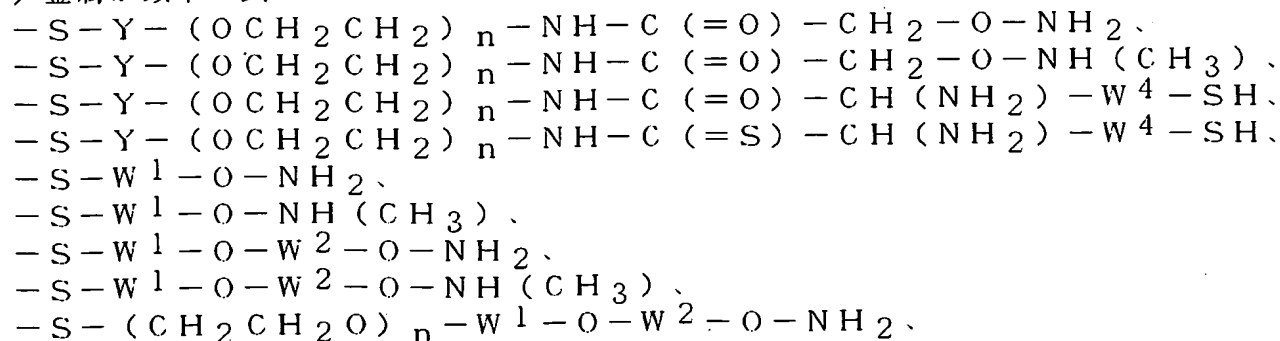 －S－Y－（OCH2CH2）n－NH－C（＝O）－CH2－O－NH2、
－S－Y－（OCH2CH2）n－NH－C（＝O）－CH2－O－NH（CH3）、
－S－Y－（OCH2CH2）n－NH－C（＝O）－CH（NH2）－W4－SH、
－S－Y－（OCH2CH2）n－NH－C（＝S）－CH（NH2）－W4－SH、
－S－W1－O－NH2、
－S－W1－O－NH（CH3）、
－S－W1－O－W2－O－NH2、
－S－W1－O－W2－O－NH（CH3）、
－S－（CH2CH2O）n－W1－O－W2－O－NH2、